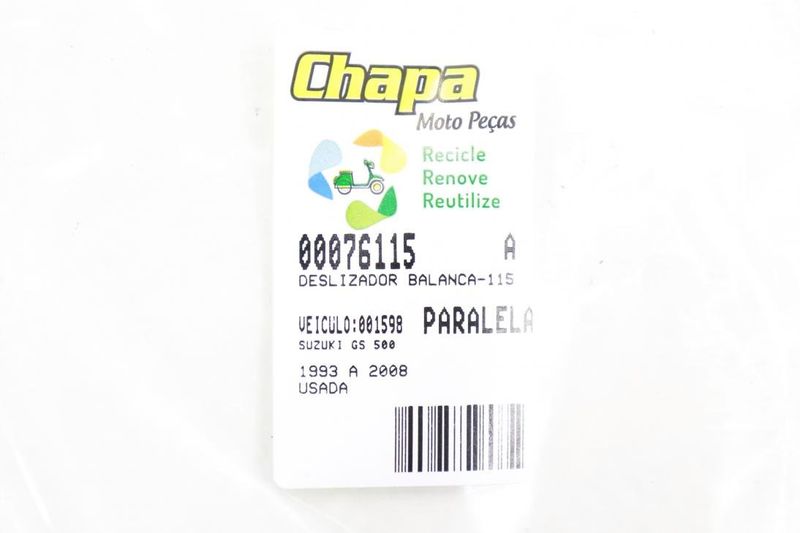 Chapa
Moto Peças
Recicle
Renove
Reutilize
00076115 A
DESLIZADOR BALANCA-115
VEICULO:001598 PARALELA
SUZUKI GS 500
1993 A 2008
USADA